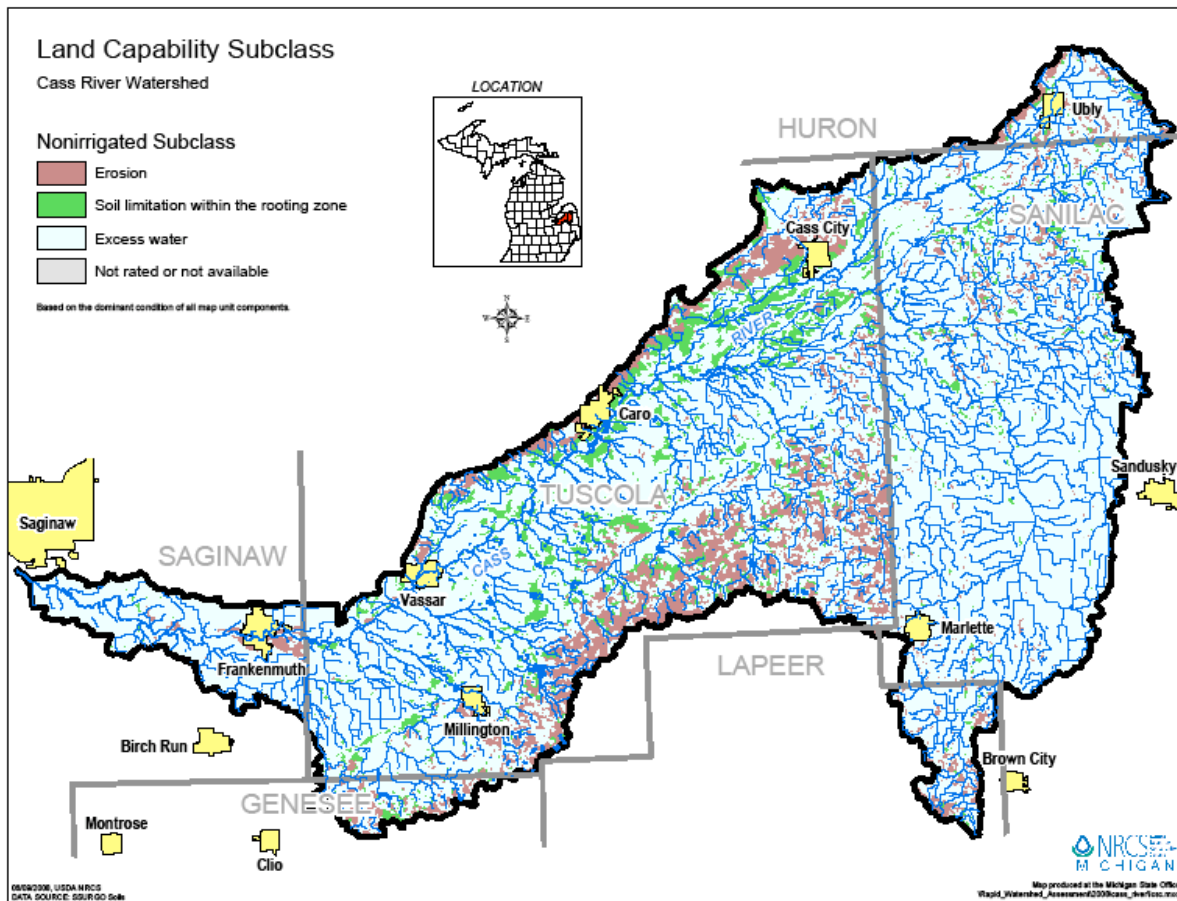 Land Capability Subclass
Cass River Watershed
LOCATION
Nonirrigated Subclass
Erosion
Soil limitation within the rooting zone
Excess water
Not rated or not available
Based on the dominant condition of all map unit components.
HURON
Ubly
SANILAC
Cass City
RIVER
Caro
TUSCOLA
Sandusky
Saginaw
SAGINAW
CASS
Vassar
Marlette
Frankenmuth
LAPEER
Millington
Birch Run
Brown City
GENESEE
Montrose
Clio
N
W
E
S
NRCS
MICHIGAN
USDA NRCS
DATA SOURCE: SSURGO Soils
Map produced at the Michigan State Office